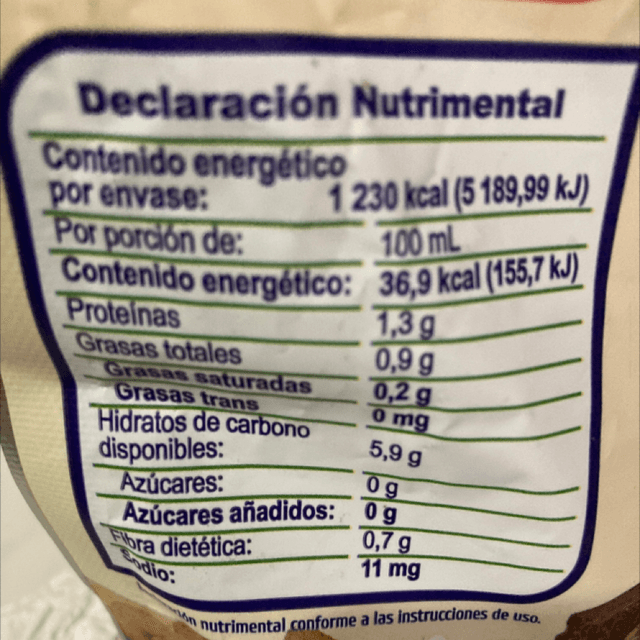 Declaración Nutrimental
Contenido energético
por envase: 1 230 kcal (5 189,99 kJ)
Por porción de: 100 mL
Contenido energético: 36,9 kcal (155,7 kJ)
Proteínas 1,3 g
Grasas totales 0,9 g
Grasas saturadas 0,2 g
Grasas trans 0 mg
Hidratos de carbono
disponibles: 5,9 g
Azúcares: 0 g
Azúcares añadidos: 0 g
Fibra dietética: 0,7 g
Sodio: 11 mg
nutrimental conforme a las instrucciones de uso.